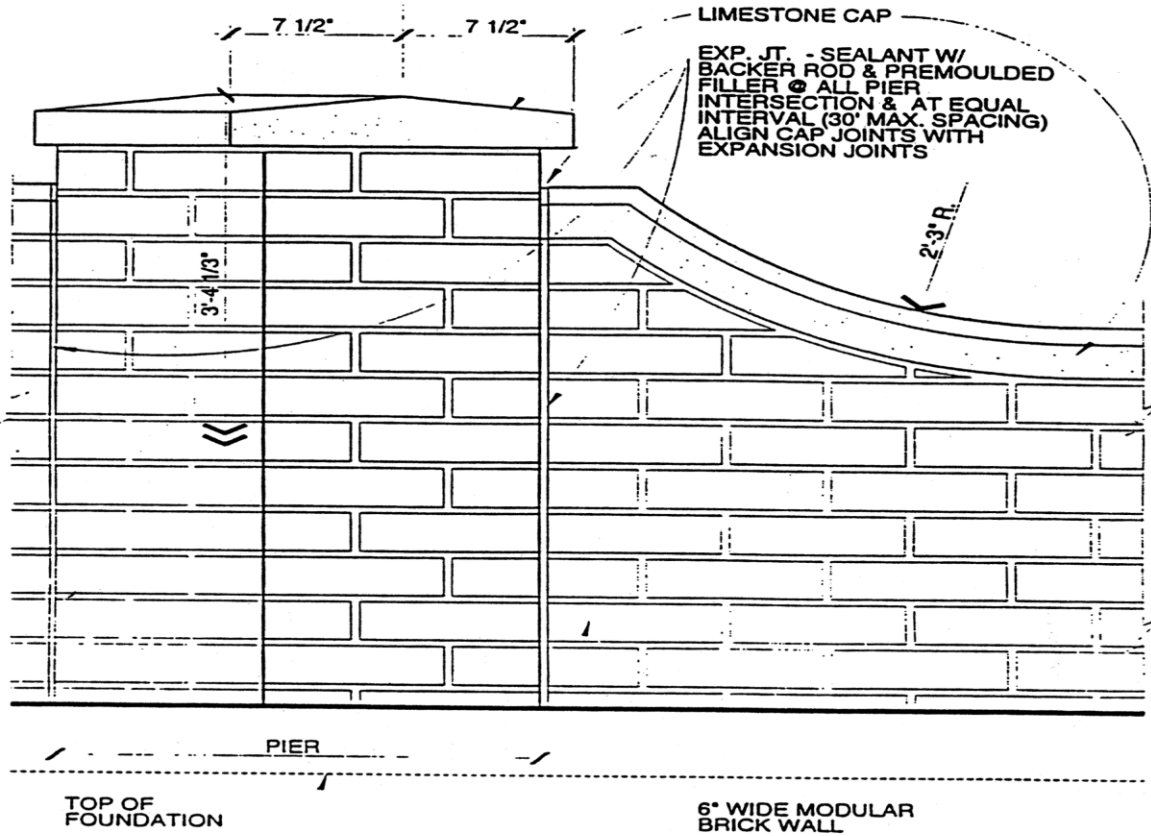 7 1/2"
7 1/2"
LIMESTONE CAP
EXP. JT. - SEALANT W/
BACKER ROD & PREMOULDED
FILLER @ ALL PIER
INTERSECTION & AT EQUAL
INTERVAL (30' MAX. SPACING)
ALIGN CAP JOINTS WITH
EXPANSION JOINTS
2'-3" R.
3'-4 1/3"
PIER
TOP OF
FOUNDATION
6" WIDE MODULAR
BRICK WALL